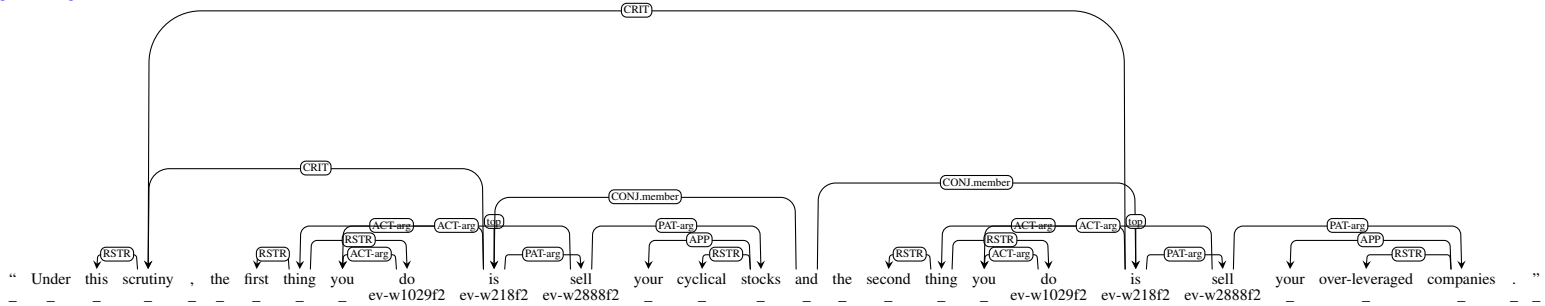 CRIT
CRIT
CONJ.member
CONJ.member
ACT-arg ACT-arg top PAT-arg ACT-arg ACT-arg top PAT-arg
RSTR APP RSTR APP
RSTR RSTR ACT-arg PAT-arg RSTR RSTR ACT-arg PAT-arg RSTR
“ Under this scrutiny , the first thing you do is sell your cyclical stocks and the second thing you do is sell your over-leveraged companies . ”
_ _ _ _ _ _ _ _ _ ev-w1029f2 ev-w218f2 ev-w2888f2 _ _ _ _ _ _ _ _ ev-w1029f2 ev-w218f2 ev-w2888f2 _ _ _ _ _